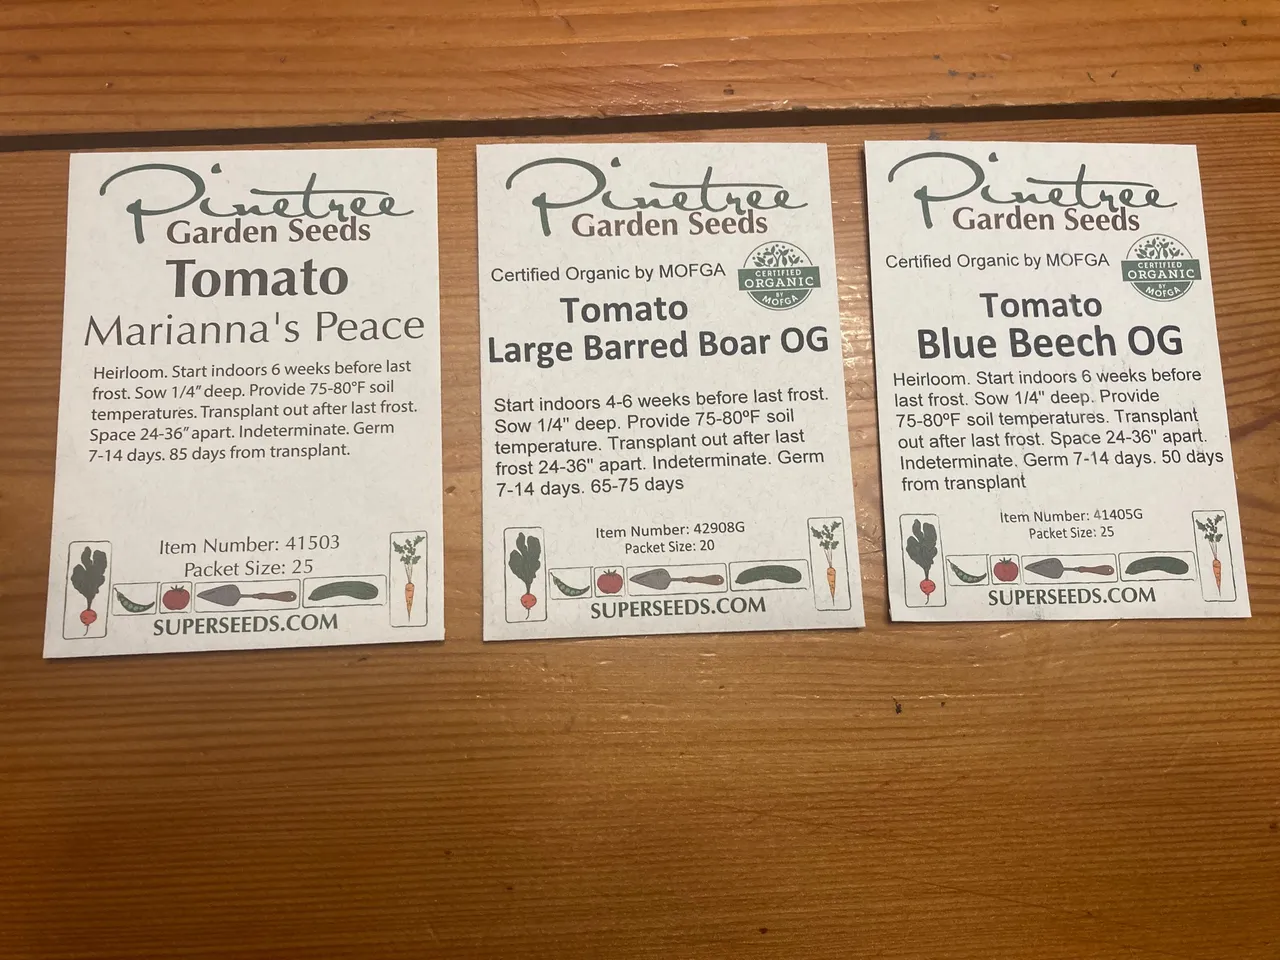 Pinetree
Garden Seeds
Tomato
Marianna's Peace
Heirloom. Start indoors 6 weeks before last
frost. Sow 1/4" deep. Provide 75-80°F soil
temperatures. Transplant out after last frost.
Space 24-36" apart. Indeterminate. Germ
7-14 days. 85 days from transplant.
Item Number: 41503
Packet Size: 25
SUPERSEEDS.COM
Pinetree
Garden Seeds
Certified Organic by MOFGA
CERTIFIED
ORGANIC
BY
MOFGA
Tomato
Large Barred Boar OG
Start indoors 4-6 weeks before last frost.
Sow 1/4" deep. Provide 75-80ºF soil
temperature. Transplant out after last
frost 24-36" apart. Indeterminate. Germ
7-14 days. 65-75 days
Item Number: 42908G
Packet Size: 20
SUPERSEEDS.COM
Pinetree
Garden Seeds
Certified Organic by MOFGA
CERTIFIED
ORGANIC
BY
MOFGA
Tomato
Blue Beech OG
Heirloom. Start indoors 6 weeks before
last frost. Sow 1/4" deep. Provide
75-80ºF soil temperatures. Transplant
out after last frost. Space 24-36" apart.
Indeterminate. Germ 7-14 days. 50 days
from transplant
Item Number: 41405G
Packet Size: 25
SUPERSEEDS.COM